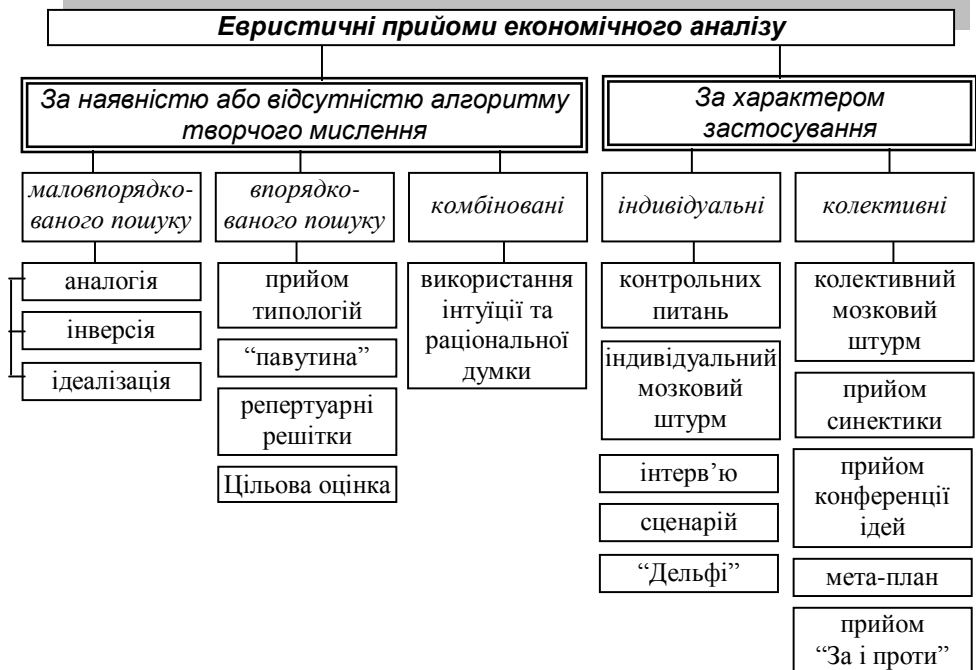 Евристичні прийоми економічного аналізу
За наявністю або відсутністю алгоритму
творчого мислення
За характером
застосування
маловпорядко-
ваного пошуку
впорядко-
ваного пошуку
комбіновані
індивідуальні
колективні
аналогія
інверсія
ідеалізація
прийом
типологій
“павутина”
репертуарні
решітки
Цільова оцінка
використання
інтуїції та
раціональної
думки
контрольних
питань
індивідуальний
мозковий
штурм
інтерв’ю
сценарій
“Дельфі”
колективний
мозковий
штурм
прийом
синектики
прийом
конференції
ідей
мета-план
прийом
“За і проти”